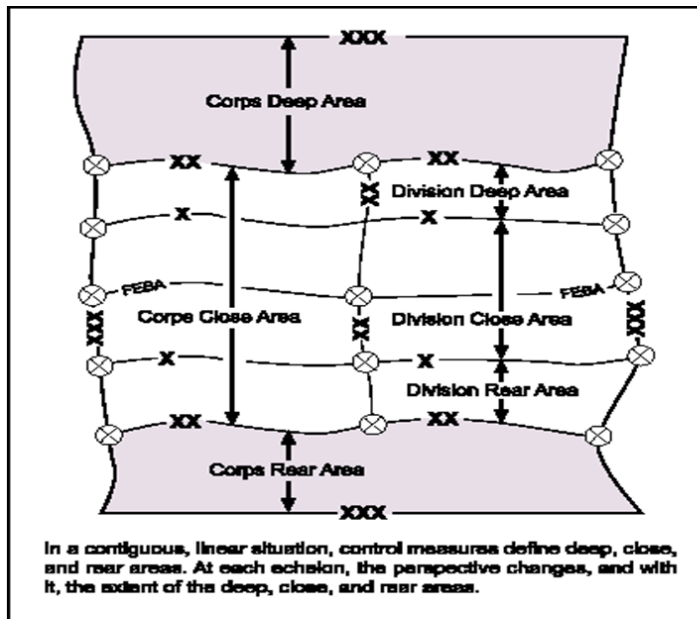 XXX
Corps Deep Area
XX XX
Division Deep Area
XX
X X
FEBA FEBA
Corps Close Area Division Close Area
XXX XX XXX
X X
Division Rear Area
XX XX
Corps Rear Area
XXX
In a contiguous, linear situation, control measures define deep, close,
and rear areas. At each echelon, the perspective changes, and with
it, the extent of the deep, close, and rear areas.